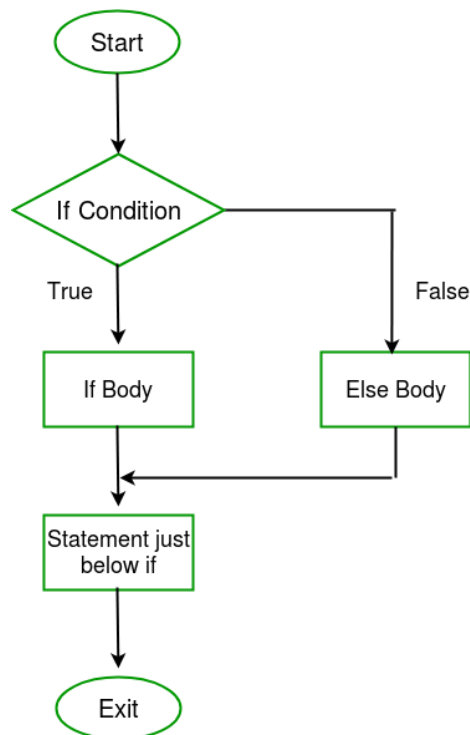 Start
If Condition
True
False
If Body
Else Body
Statement just
below if
Exit